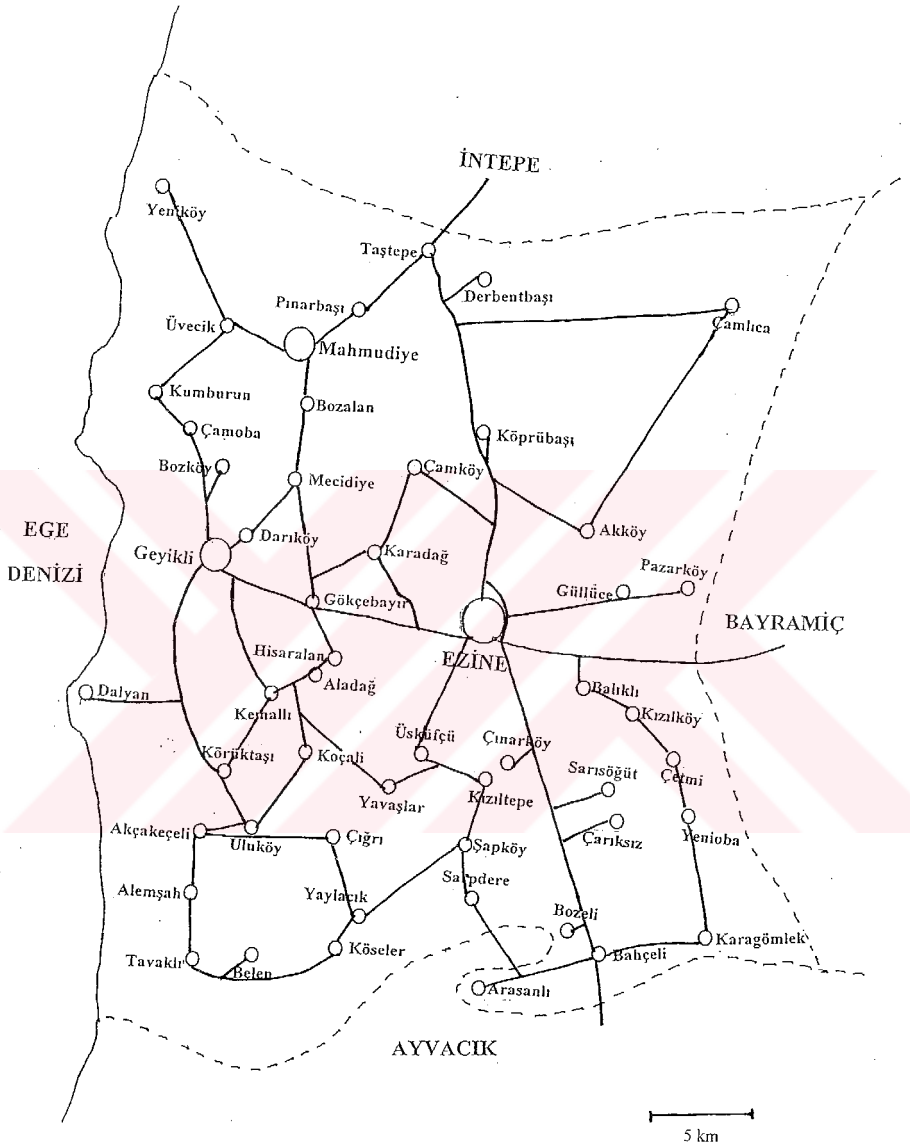 İNTEPE
Yeniköy
Taştepe
Derbentbaşı
Pınarbaşı
Çamlıca
Üvecik
Mahmudiye
Kumburun
Bozalan
Çamoba
Köprübaşı
Bozköy
Çamköy
Mecidiye
EGE
DENİZİ
Darıköy
Akköy
Geyikli
Karadağ
Pazarköy
Güllüce
Gökçebayır
BAYRAMİÇ
EZİNE
Hisaralan
Aladağ
Balıklı
Dalyan
Kemallı
Kızılköy
Üsküfçü
Çınarköy
Körüktaşı
Koçali
Sarısöğüt
Çetmi
Yavaşlar
Kızıltepe
Akçakeçeli
Uluköy
Çığrı
Şapköy
Çarıksız
Yenioba
Alemşah
Yaylacık
Sarpdere
Bozeli
Tavaklı
Belen
Köseler
Bahçeli
Karagömlek
Arasanlı
AYVACIK
5 km